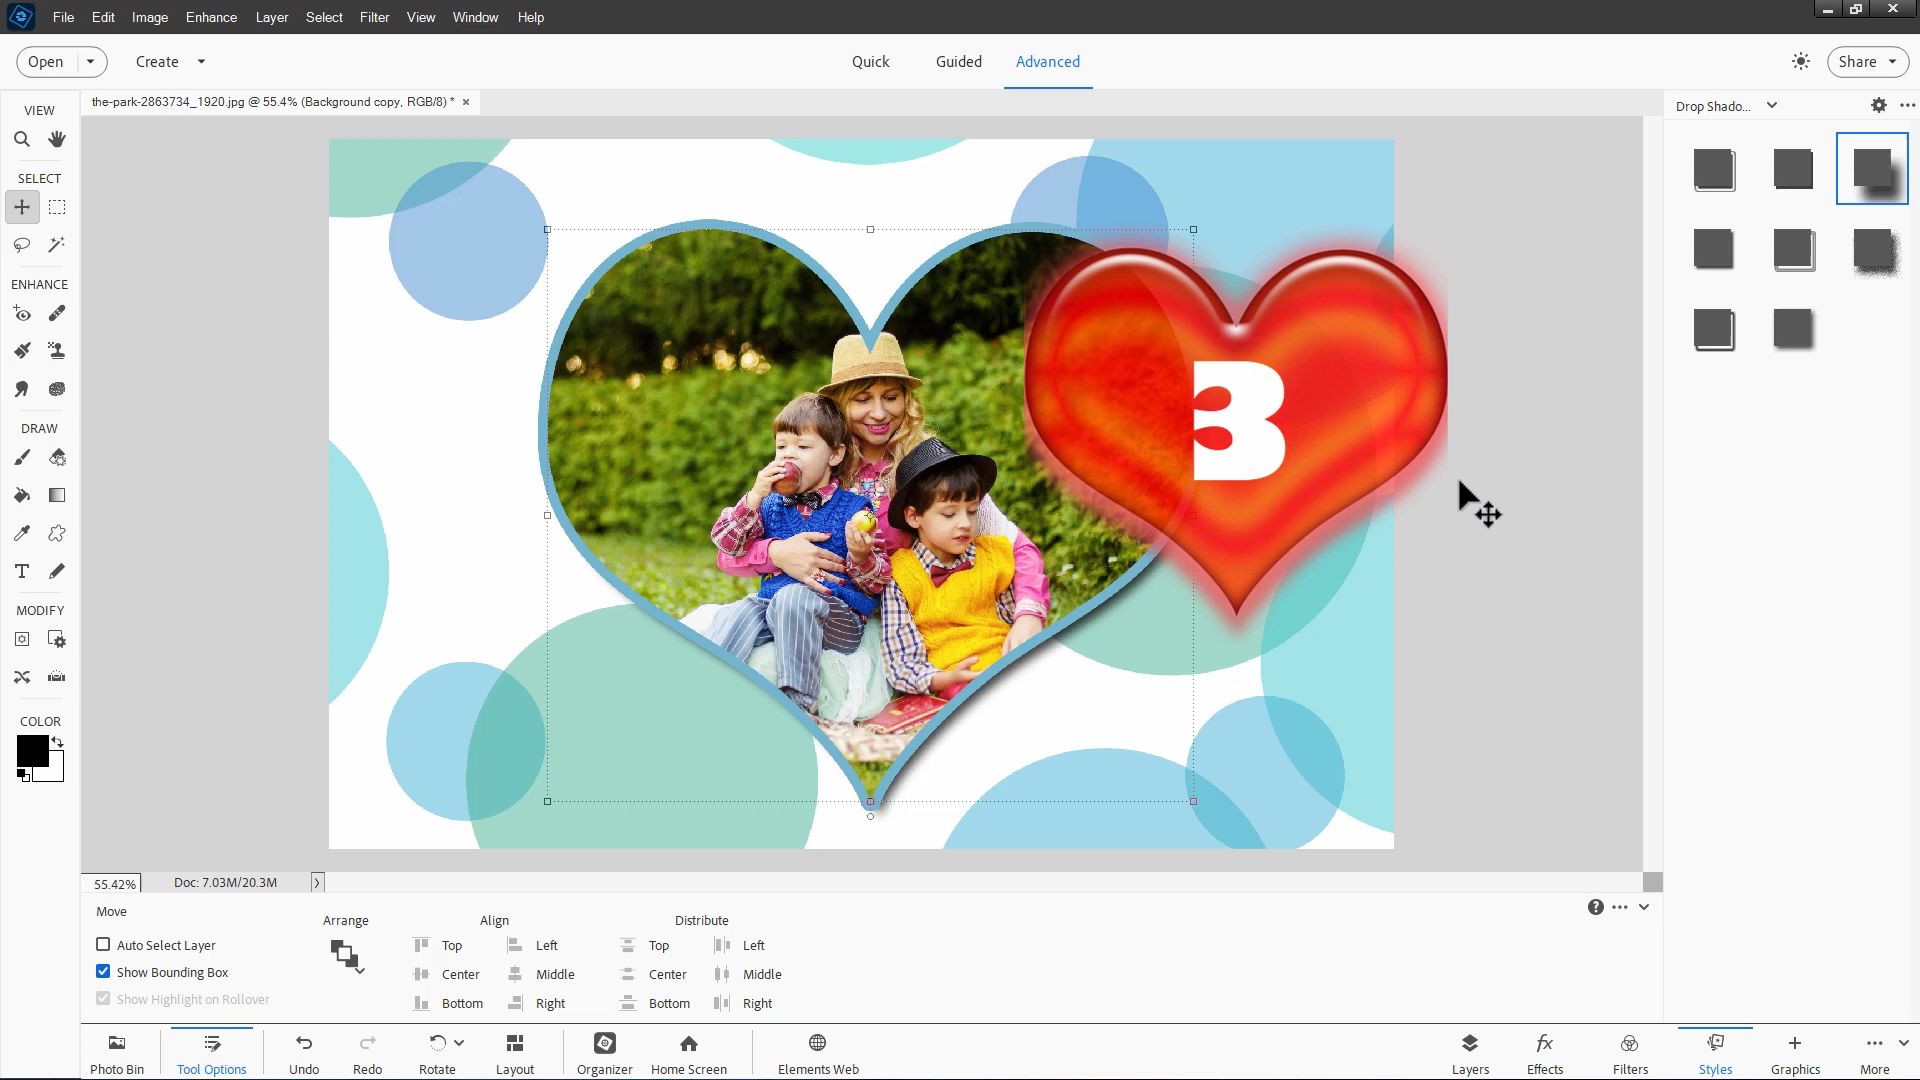 File Edit Image Enhance Layer Select Filter View Window Help
Open Create Quick Guided Advanced Share
the-park-2863734_1920.jpg @ 55.4% (Background copy, RGB/8) *
Drop Shado...
VIEW
SELECT
ENHANCE
DRAW
MODIFY
COLOR
3
55.42% Doc: 7.03M/20.3M
Move
Arrange Align Distribute
Auto Select Layer Top Left Top Left
Show Bounding Box Center Middle Center Middle
Show Highlight on Rollover Bottom Right Bottom Right
Photo Bin Tool Options Undo Redo Rotate Layout Organizer Home Screen Elements Web Layers Effects Filters Styles Graphics More